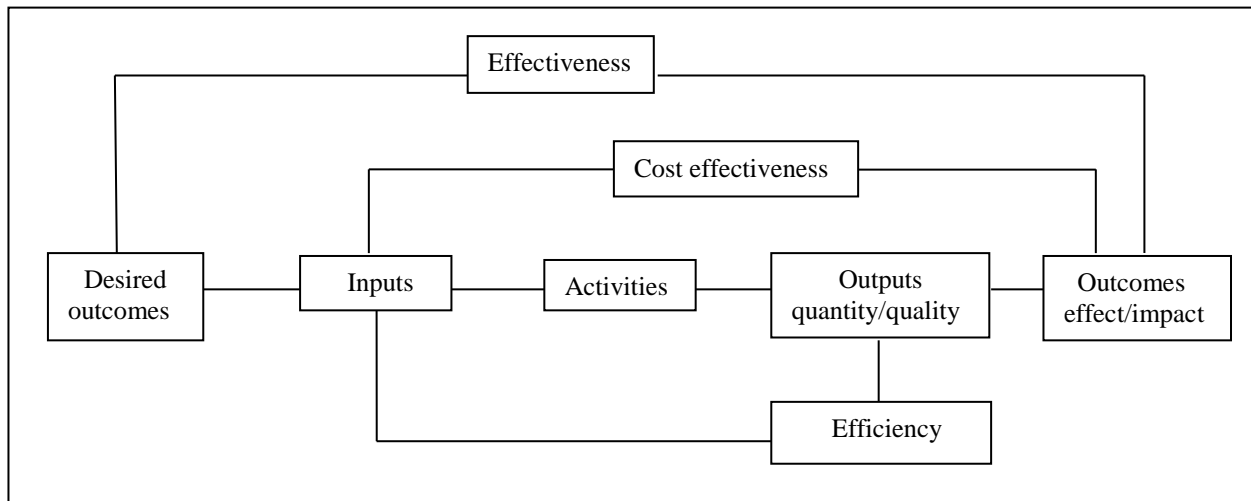 Effectiveness
Cost effectiveness
Desired
outcomes
Inputs
Activities
Outputs
quantity/quality
Outcomes
effect/impact
Efficiency